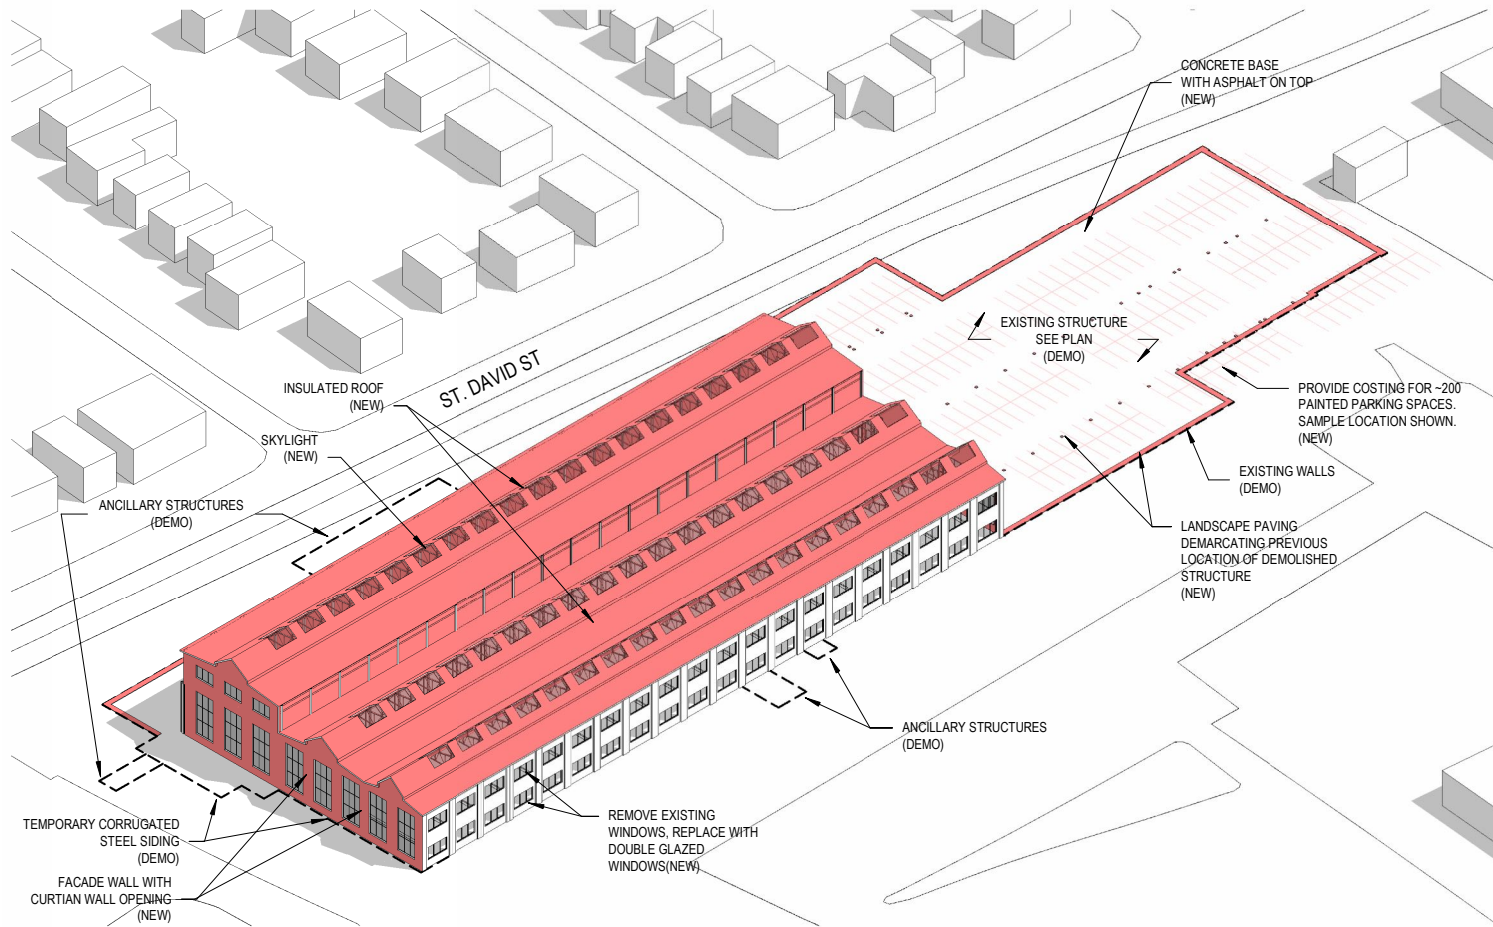 CONCRETE BASE
WITH ASPHALT ON TOP
(NEW)
EXISTING STRUCTURE
SEE PLAN
(DEMO)
ST. DAVID ST
INSULATED ROOF
(NEW)
SKYLIGHT
(NEW)
PROVIDE COSTING FOR ~200
PAINTED PARKING SPACES.
SAMPLE LOCATION SHOWN.
(NEW)
EXISTING WALLS
(DEMO)
ANCILLARY STRUCTURES
(DEMO)
LANDSCAPE PAVING
DEMARCATING PREVIOUS
LOCATION OF DEMOLISHED
STRUCTURE
(NEW)
ANCILLARY STRUCTURES
(DEMO)
TEMPORARY CORRUGATED
STEEL SIDING
(DEMO)
REMOVE EXISTING
WINDOWS, REPLACE WITH
DOUBLE GLAZED
WINDOWS(NEW)
FACADE WALL WITH
CURTIAN WALL OPENING
(NEW)